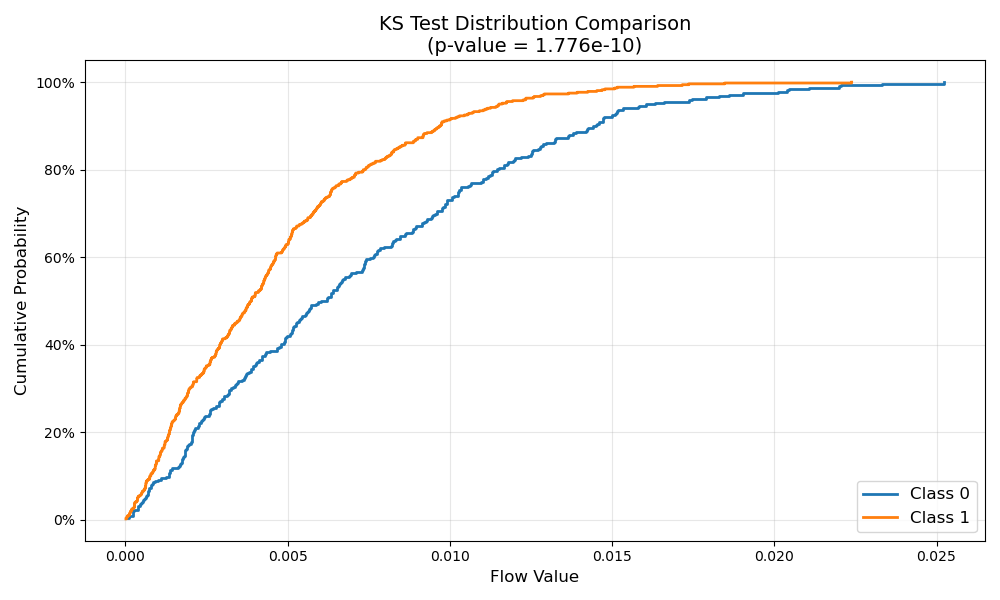 KS Test Distribution Comparison
(p-value = 1.776e-10)
Cumulative Probability
100%
80%
60%
40%
20%
0%
Class 0
Class 1
0.000 0.005 0.010 0.015 0.020 0.025
Flow Value